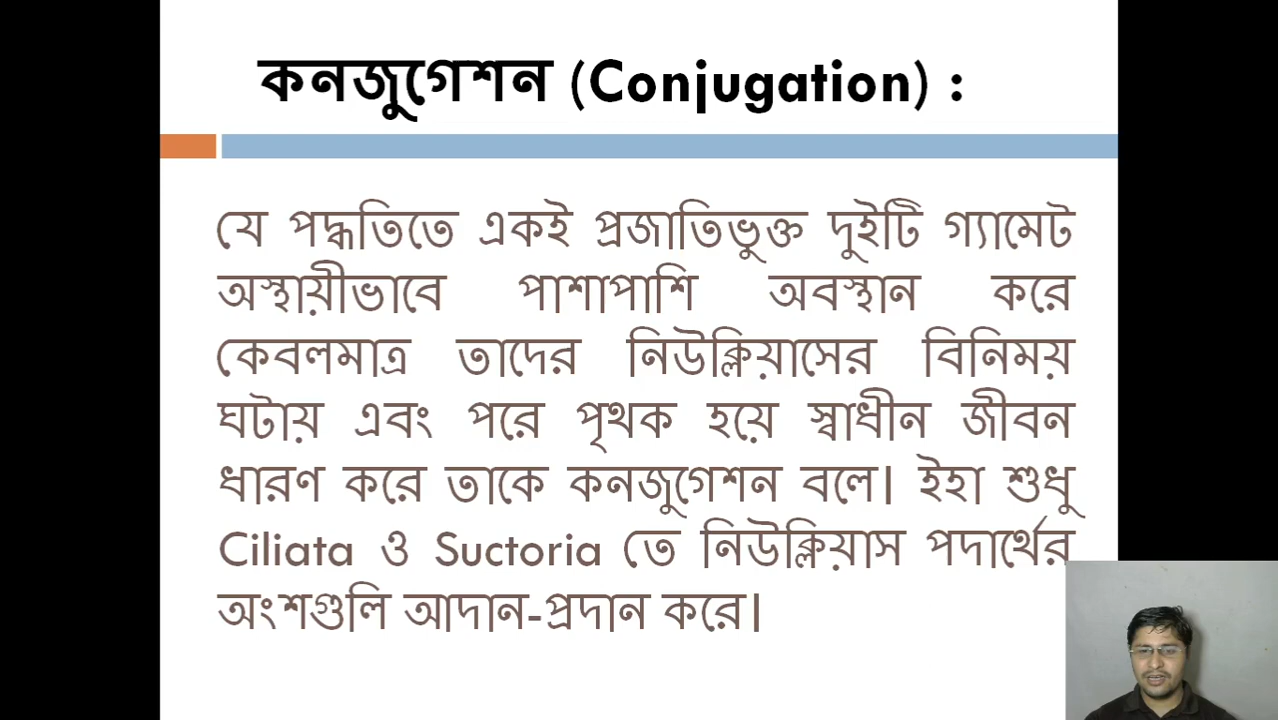 কনজুগেশন (Conjugation) :
যে পদ্ধতিতে একই প্রজাতিভুক্ত দুইটি গ্যামেট
অস্থায়ীভাবে পাশাপাশি অবস্থান করে
কেবলমাত্র তাদের নিউক্লিয়াসের বিনিময়
ঘটায় এবং পরে পৃথক হয়ে স্বাধীন জীবন
ধারণ করে তাকে কনজুগেশন বলে। ইহা শুধু
Ciliata ও Suctoria তে নিউক্লিয়াস পদার্থের
অংশগুলি আদান-প্রদান করে।